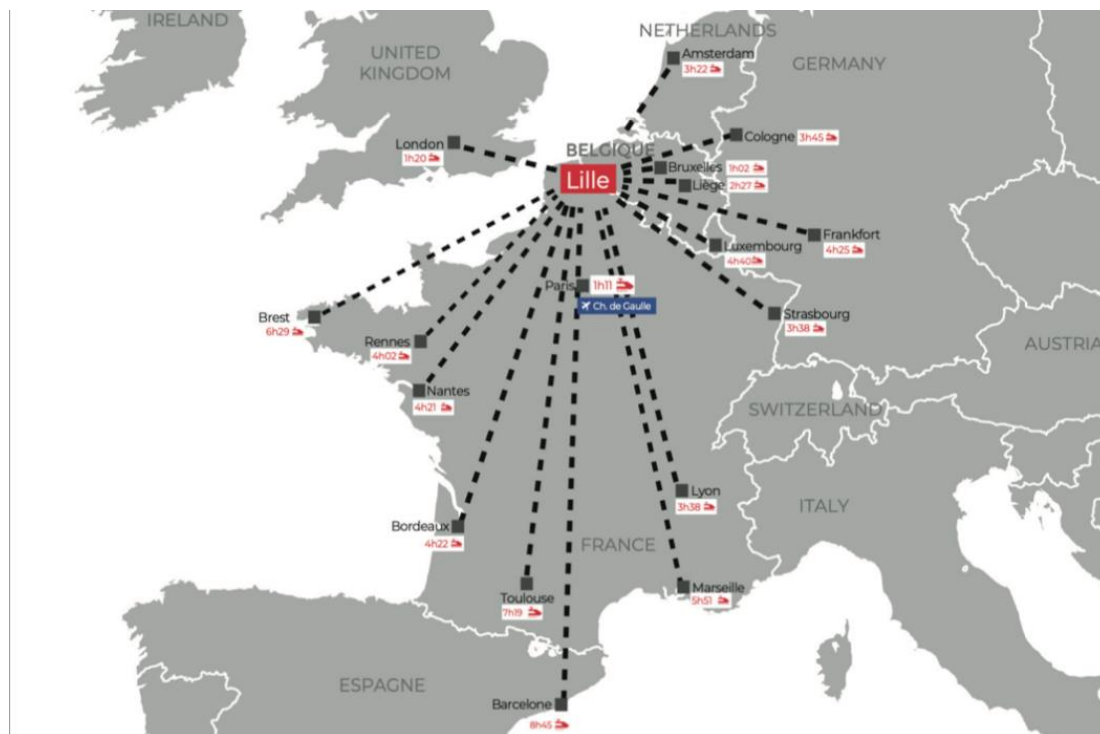 IRELAND
UNITED
KINGDOM
NETHERLANDS
Amsterdam
3h22
GERMANY
London
1h20
BELGIQUE
Cologne 3h45
Bruxelles 1h02
Liège 2h27
Lille
Frankfort
4h25
Luxembourg
4h40
Paris 1h11
Ch. de Gaulle
Brest
6h29
Strasbourg
3h38
Rennes
4h02
AUSTRIA
Nantes
4h21
SWITZERLAND
Lyon
3h38
ITALY
Bordeaux
4h22
FRANCE
Toulouse
7h19
Marseille
5h51
ESPAGNE
Barcelone
8h45